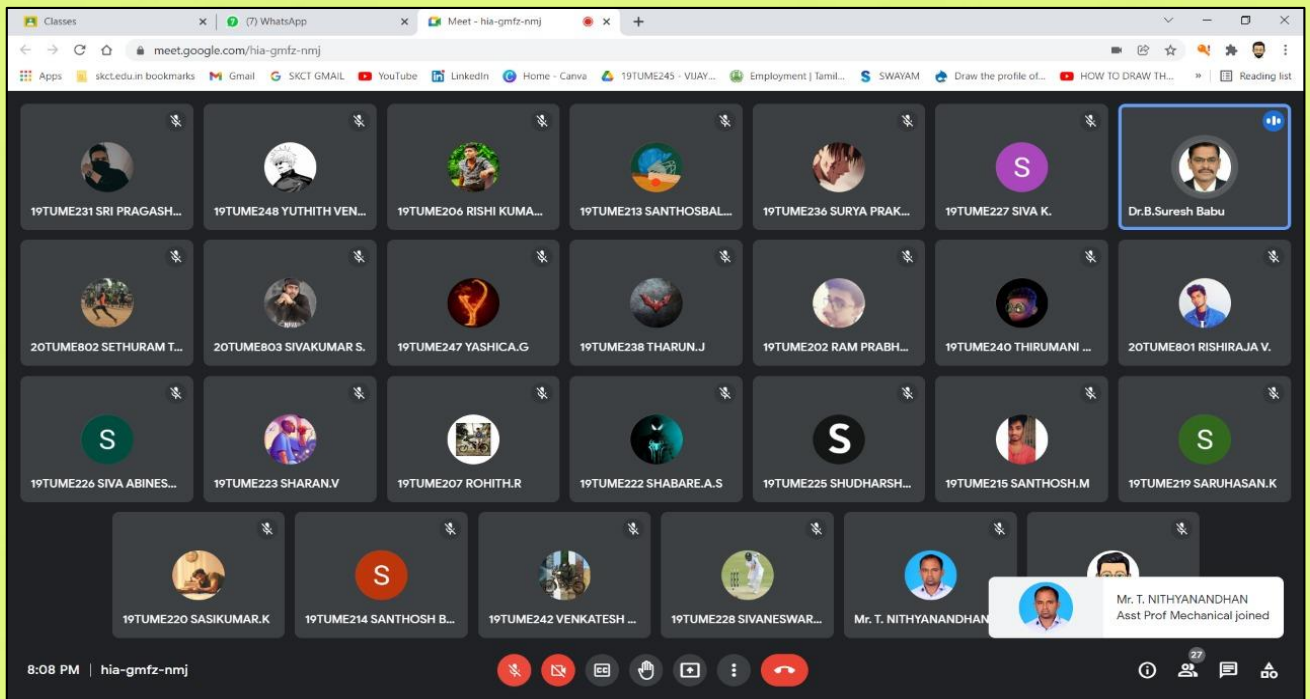 Classes
(7) WhatsApp
Meet - hia-gmfz-nmj
meet.google.com/hia-gmfz-nmj
Apps skct.edu.in bookmarks Gmail SKCT GMAIL YouTube LinkedIn Home - Canva 19TUME245 - VIJAY... Employment | Tamil... SWAYAM Draw the profile of... HOW TO DRAW TH... » Reading list
19TUME231 SRI PRAGASH... 19TUME248 YUTHITH VEN... 19TUME206 RISHI KUMA... 19TUME213 SANTHOSBAL... 19TUME236 SURYA PRAK... S 19TUME227 SIVA K. Dr.B.Suresh Babu
20TUME802 SETHURAM T... 20TUME803 SIVAKUMAR S. 19TUME247 YASHICA.G 19TUME238 THARUN.J 19TUME202 RAM PRABH... 19TUME240 THIRUMANI ... 20TUME801 RISHIRAJA V.
S S S
19TUME226 SIVA ABINES... 19TUME223 SHARAN.V 19TUME207 ROHITH.R 19TUME222 SHABARE.A.S 19TUME225 SHUDHARSH... 19TUME215 SANTHOSH.M 19TUME219 SARUHASAN.K
S
19TUME220 SASIKUMAR.K 19TUME214 SANTHOSH B... 19TUME242 VENKATESH ... 19TUME228 SIVANESWAR... Mr. T. NITHYANANDHAN
Mr. T. NITHYANANDHAN
Asst Prof Mechanical joined
8:08 PM | hia-gmfz-nmj
CC
27